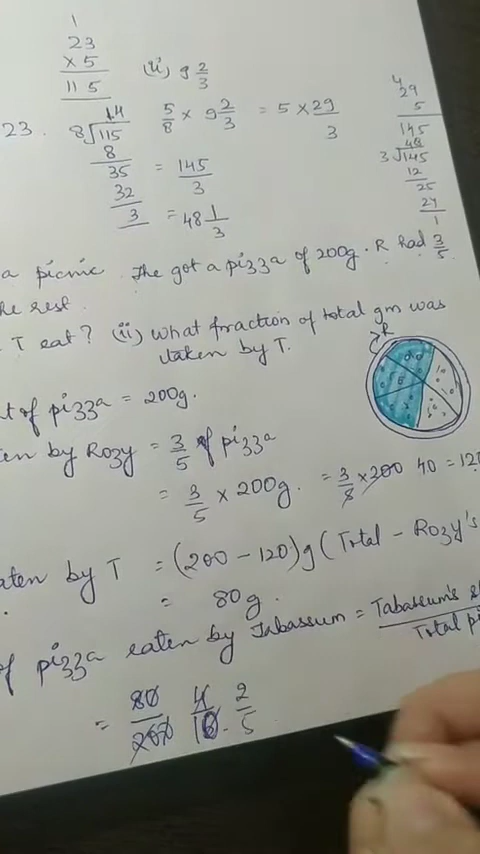 1
23
× 5
115
(ii) 9 2/3
23.
14
8√115
8
35
32
3
5/8 × 9 2/3 = 5 × 29/3
= 145/3
= 48 1/3
4
29
5
145
48
3√145
12
25
24
1
a picnic. The got a pizza of 200g. R had 3/5
he rest.
T eat? (ii) What fraction of total gm was
taken by T.
R
t of pizza = 200g.
en by Rozy = 3/5 of pizza
= 3/5 × 200g. = 3/5 × 200 40 = 120
aten by T = (200 - 120)g (Total - Rozy's
= 80g.
of pizza eaten by Tabassum = Tabassum's
Total pi
= 80/200 4/10. 2/5